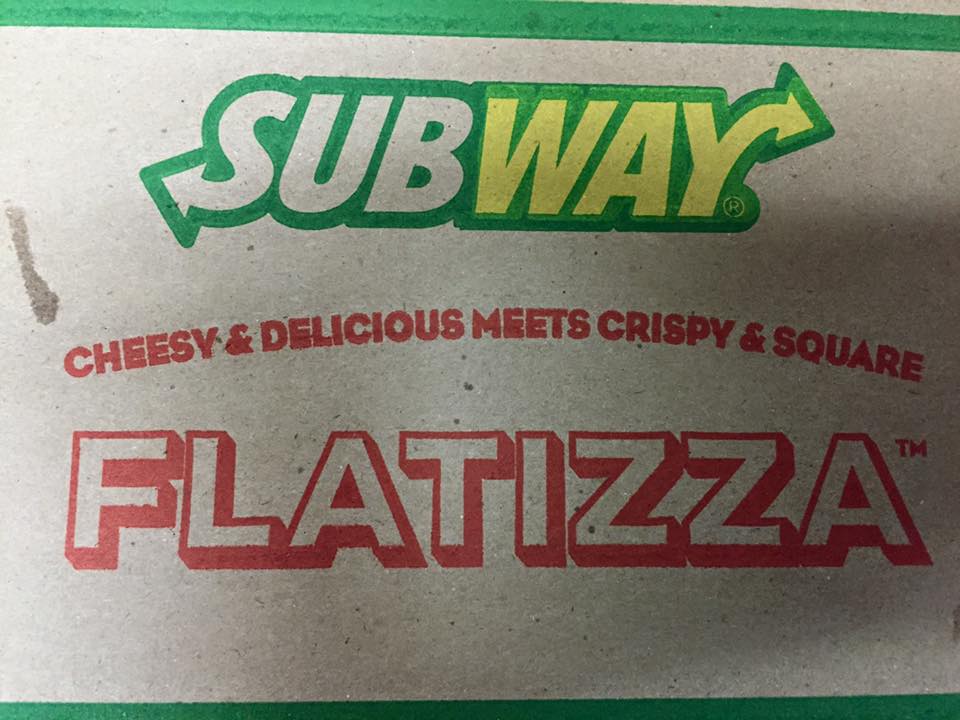 SUBWAY®
CHEESY & DELICIOUS MEETS CRISPY & SQUARE
FLATIZZA™